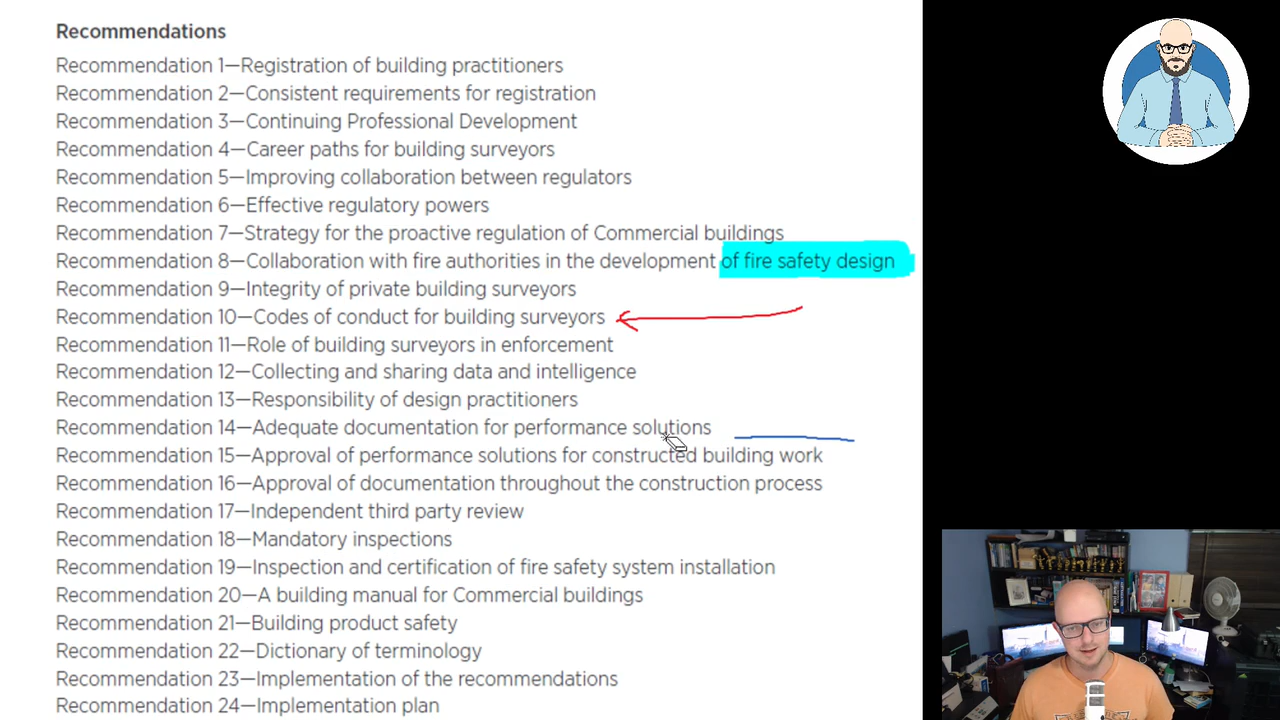 Recommendations
Recommendation 1—Registration of building practitioners
Recommendation 2—Consistent requirements for registration
Recommendation 3—Continuing Professional Development
Recommendation 4—Career paths for building surveyors
Recommendation 5—Improving collaboration between regulators
Recommendation 6—Effective regulatory powers
Recommendation 7—Strategy for the proactive regulation of Commercial buildings
Recommendation 8—Collaboration with fire authorities in the development of fire safety design
Recommendation 9—Integrity of private building surveyors
Recommendation 10—Codes of conduct for building surveyors
Recommendation 11—Role of building surveyors in enforcement
Recommendation 12—Collecting and sharing data and intelligence
Recommendation 13—Responsibility of design practitioners
Recommendation 14—Adequate documentation for performance solutions
Recommendation 15—Approval of performance solutions for constructed building work
Recommendation 16—Approval of documentation throughout the construction process
Recommendation 17—Independent third party review
Recommendation 18—Mandatory inspections
Recommendation 19—Inspection and certification of fire safety system installation
Recommendation 20—A building manual for Commercial buildings
Recommendation 21—Building product safety
Recommendation 22—Dictionary of terminology
Recommendation 23—Implementation of the recommendations
Recommendation 24—Implementation plan